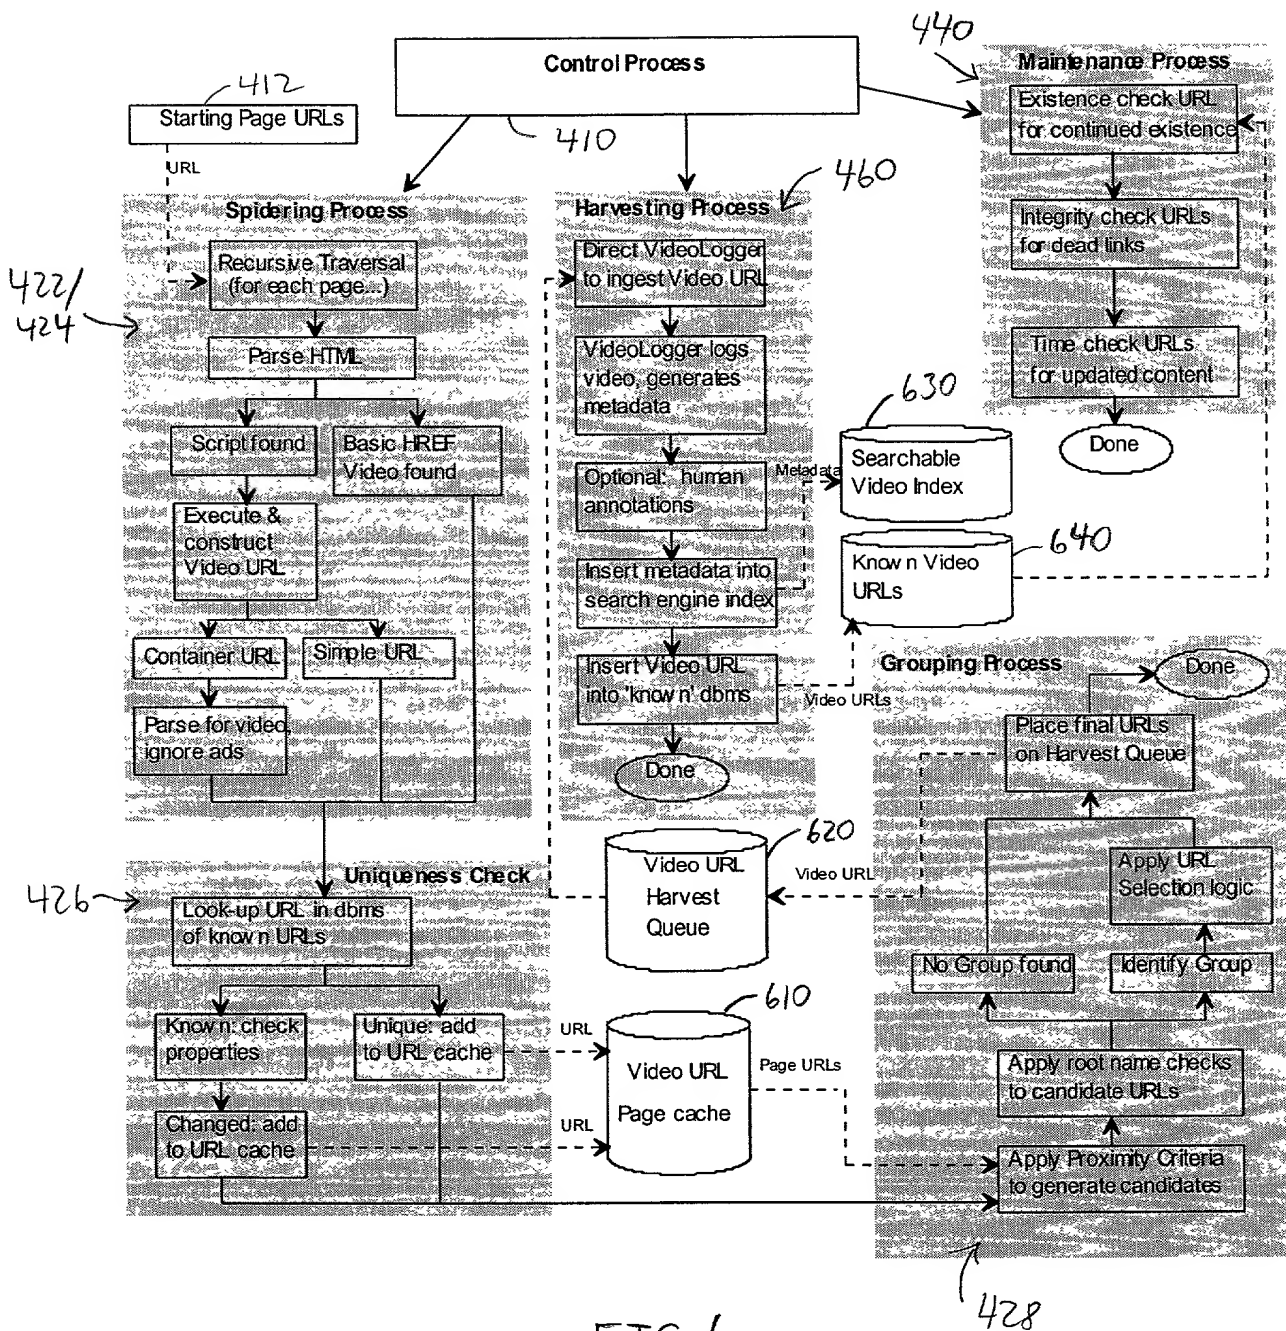 440
Control Process
Maintenance Process
412
Starting Page URLs
410
URL
Existence check URL
for continued existence
460
Spidering Process
Harvesting Process
Integrity check URLs
for dead links
Recursive Traversal
(for each page...)
Direct VideoLogger
to ingest Video URL
422/
424
Time check URLs
for updated content
Parse HTML
VideoLogger logs
video, generates
metadata
630
Done
Script found
Basic HREF
Video found
Searchable
Video Index
Optional: human
annotations
Metadata
Execute &
construct
Video URL
640
Known Video
URLs
Insert metadata into
search engine index
Container URL
Simple URL
Insert Video URL
into 'known' dbms
Video URLs
Grouping Process
Done
Parse for video,
ignore ads
Place final URLs
on Harvest Queue
Done
620
Video URL
Harvest
Queue
Video URL
Apply URL
Selection logic
Uniqueness Check
426
Look-up URL in dbms
of known URLs
No Group found
Identify Group
610
Known: check
properties
Unique: add
to URL cache
URL
Video URL
Page cache
Page URLs
Apply root name checks
to candidate URLs
Changed: add
to URL cache
URL
Apply Proximity Criteria
to generate candidates
428